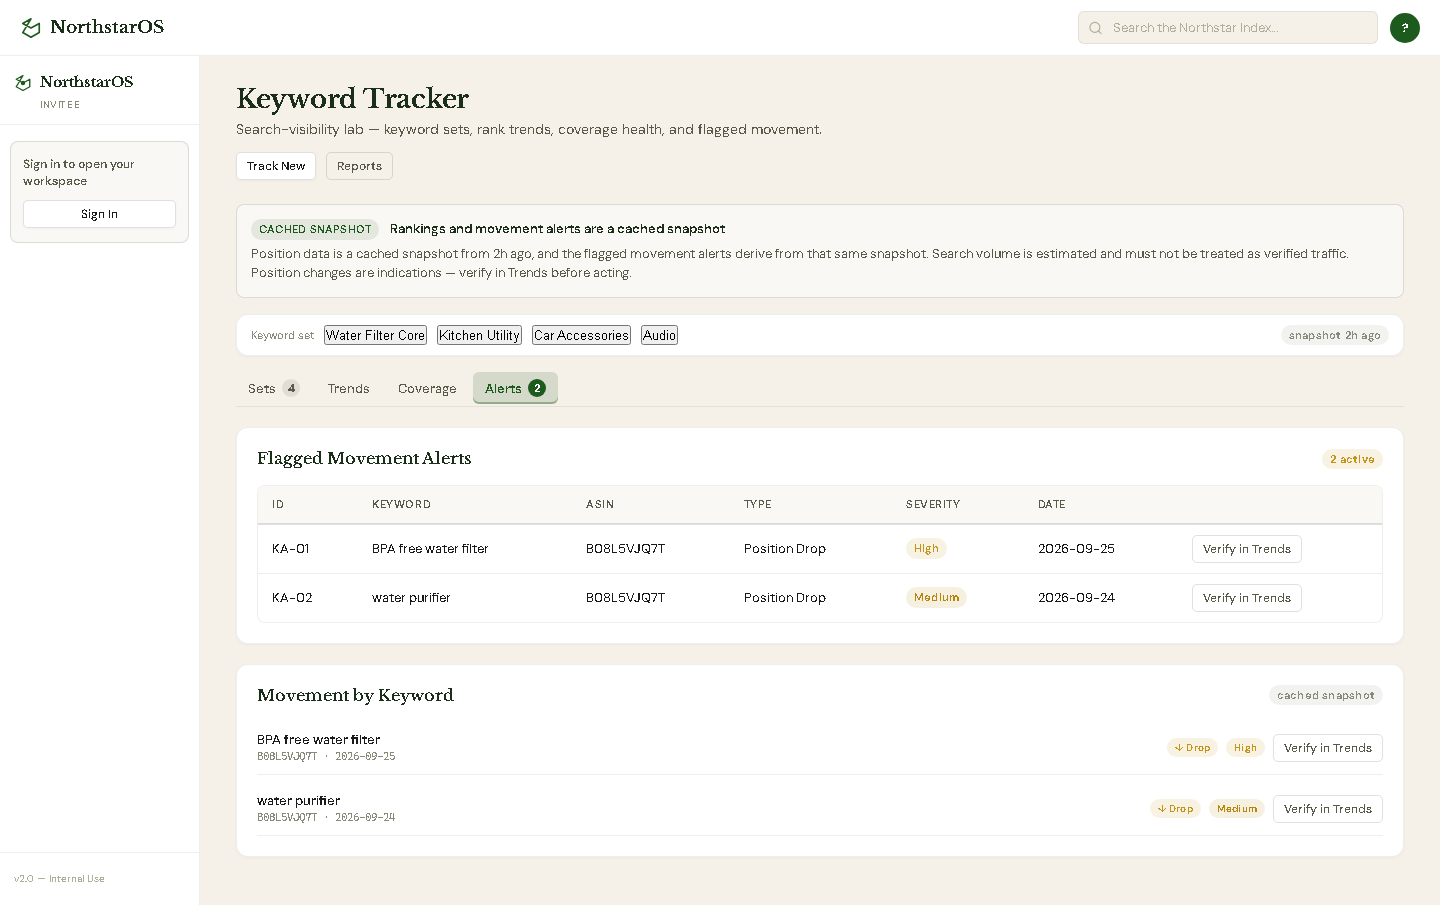 NorthstarOS
Search the Northstar Index...
?
NorthstarOS
INVITEE
Sign in to open your
workspace
Sign In
v2.0 — Internal Use
Keyword Tracker
Search-visibility lab — keyword sets, rank trends, coverage health, and flagged movement.
Track New
Reports
CACHED SNAPSHOT Rankings and movement alerts are a cached snapshot
Position data is a cached snapshot from 2h ago, and the flagged movement alerts derive from that same snapshot. Search volume is estimated and must not be treated as verified traffic.
Position changes are indications — verify in Trends before acting.
Keyword set Water Filter Core Kitchen Utility Car Accessories Audio snapshot 2h ago
Sets 4 Trends Coverage Alerts 2
Flagged Movement Alerts 2 active
ID KEYWORD ASIN TYPE SEVERITY DATE
KA-01 BPA free water filter B08L5VJQ7T Position Drop High 2026-09-25 Verify in Trends
KA-02 water purifier B08L5VJQ7T Position Drop Medium 2026-09-24 Verify in Trends
Movement by Keyword cached snapshot
BPA free water filter
B08L5VJQ7T · 2026-09-25
↓ Drop High Verify in Trends
water purifier
B08L5VJQ7T · 2026-09-24
↓ Drop Medium Verify in Trends